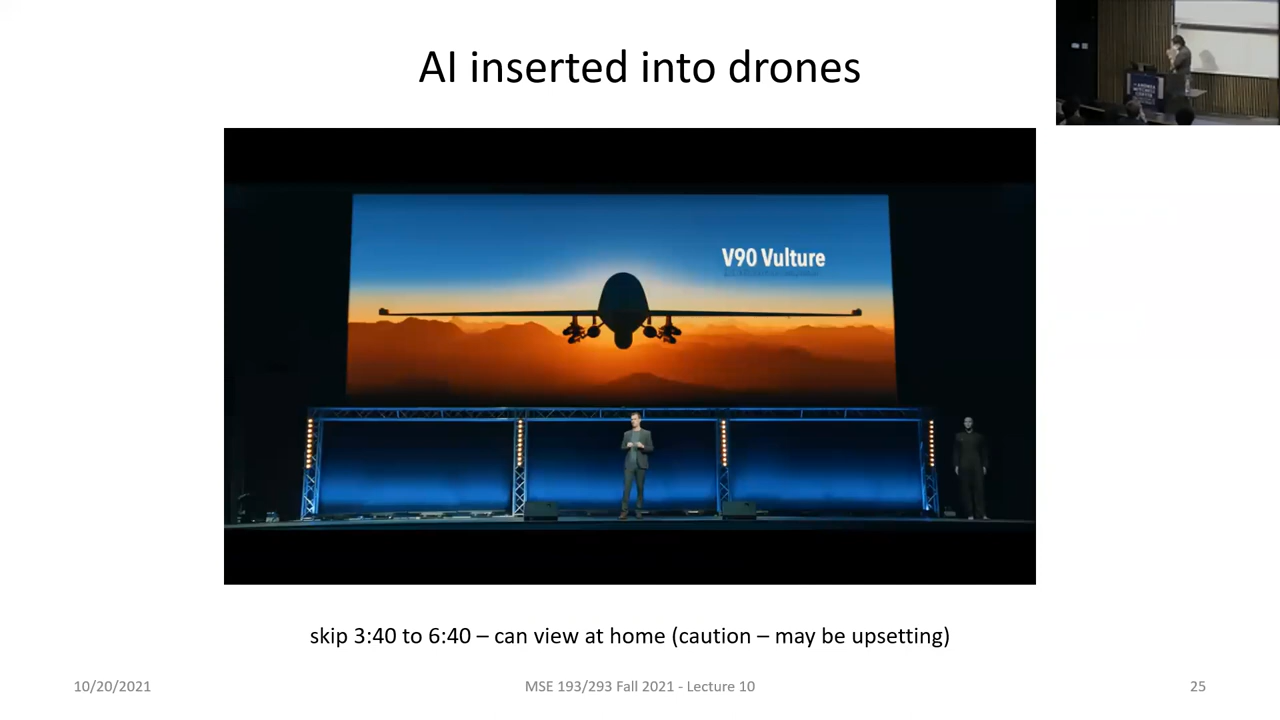 AI inserted into drones
V90 Vulture
skip 3:40 to 6:40 – can view at home (caution – may be upsetting)
10/20/2021
MSE 193/293 Fall 2021 - Lecture 10
25